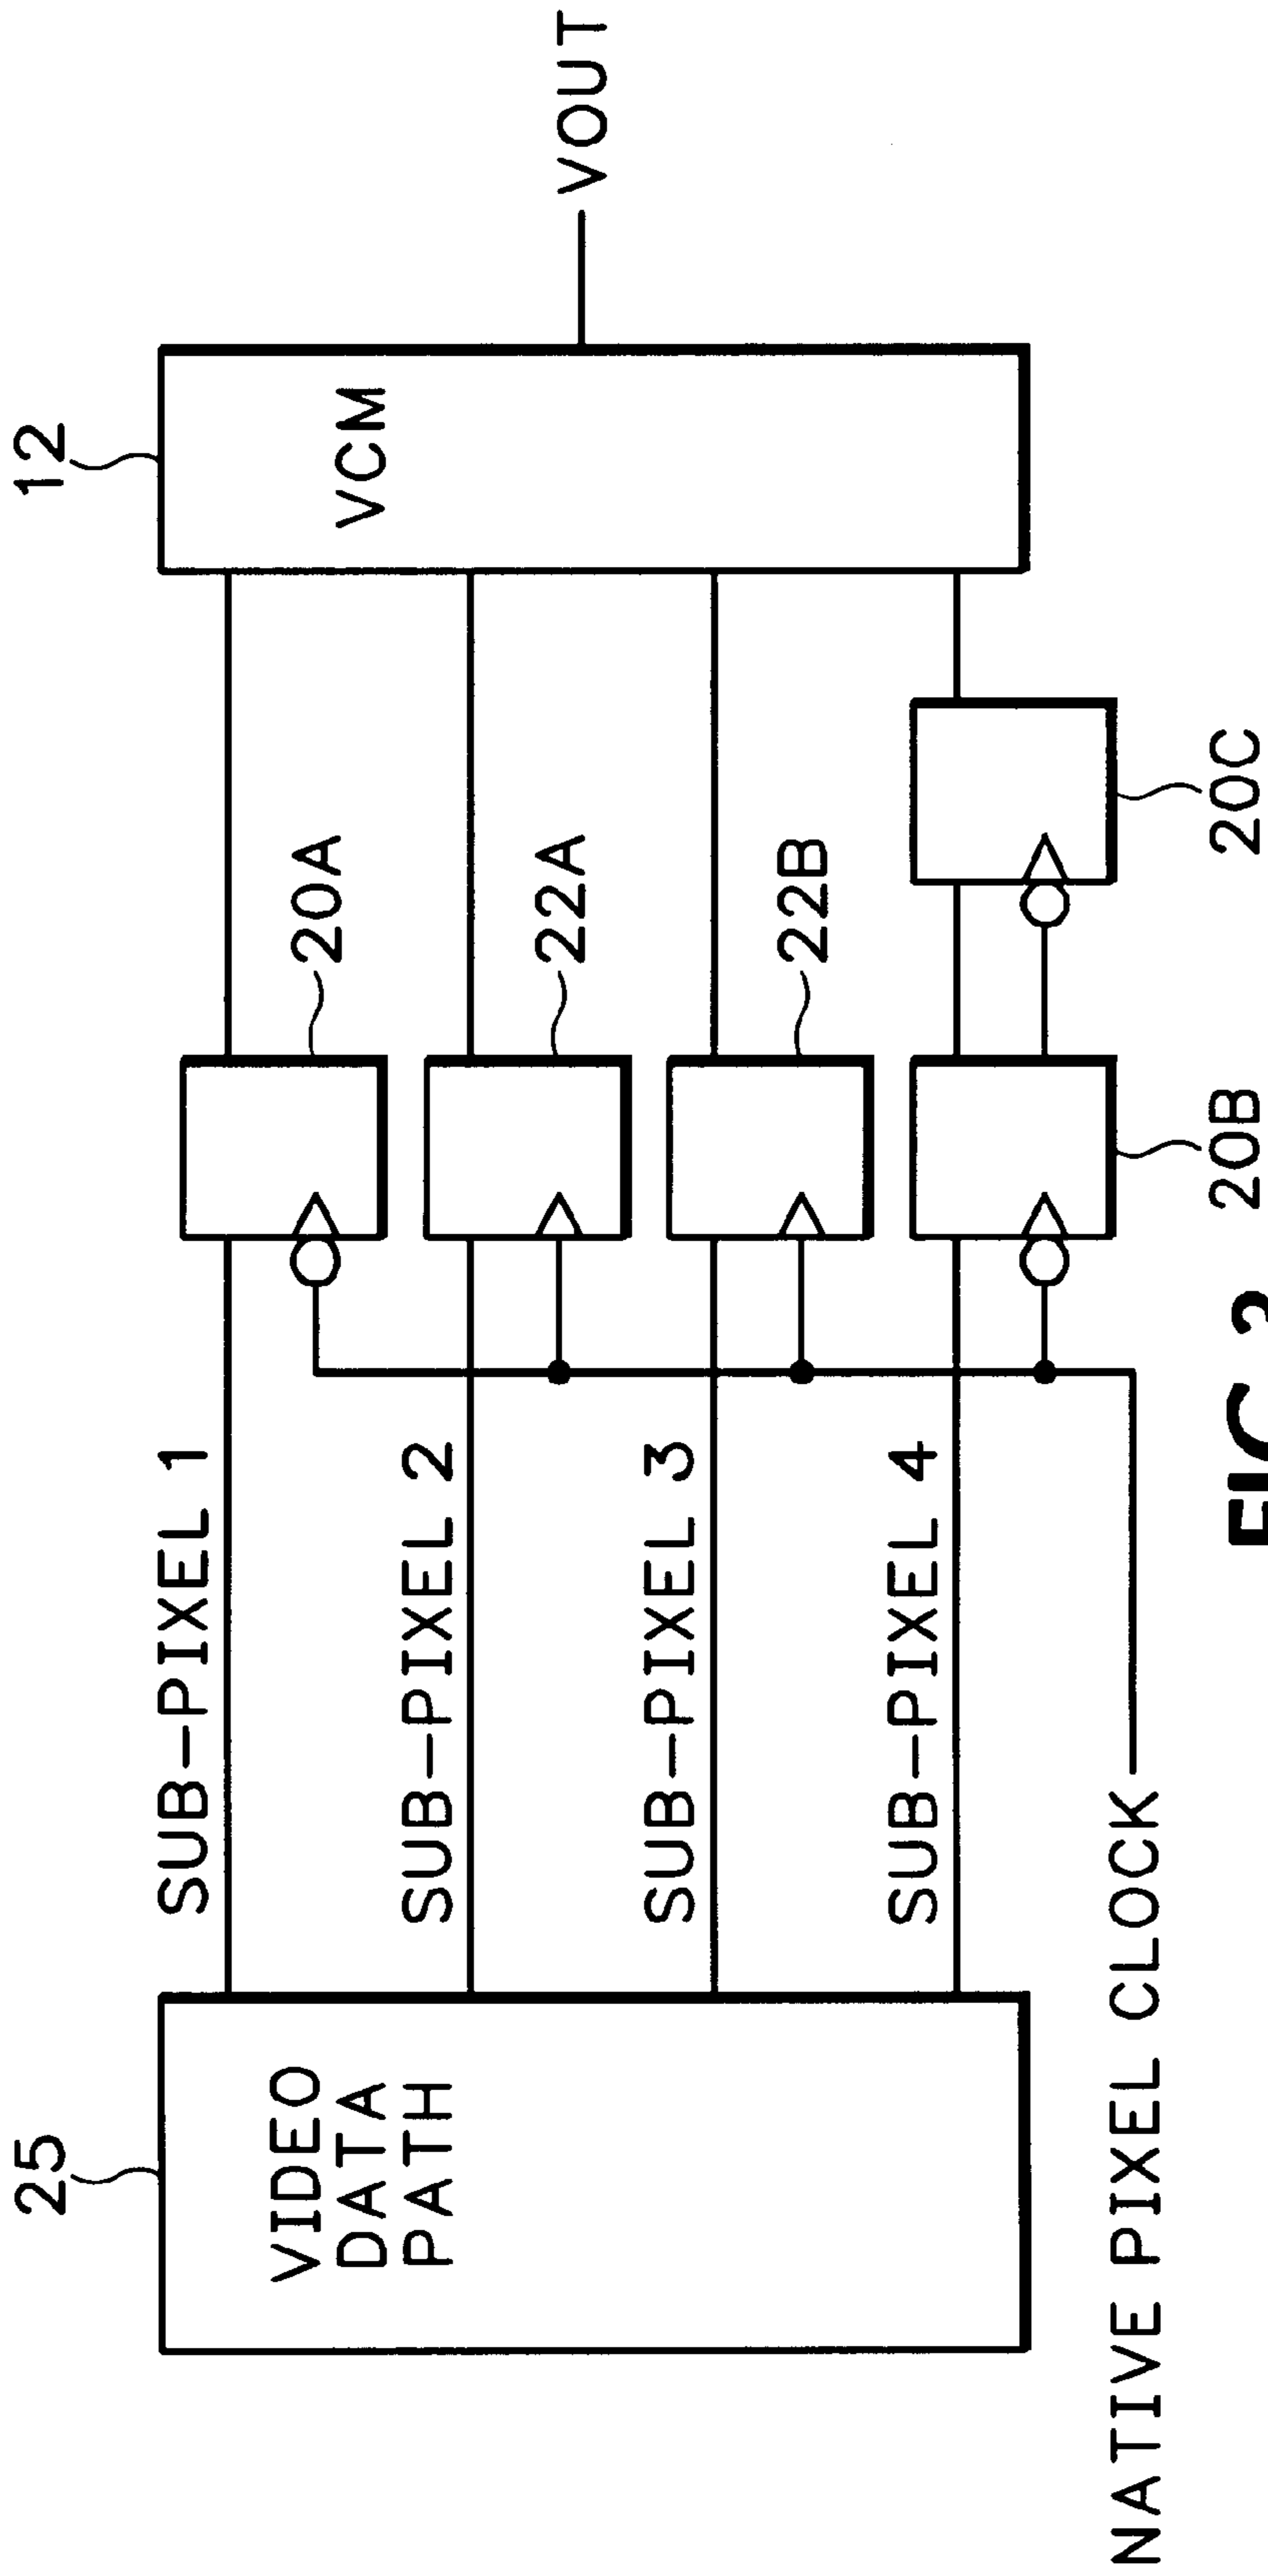 25
12
VIDEO
DATA
PATH
SUB-PIXEL 1
SUB-PIXEL 2
SUB-PIXEL 3
SUB-PIXEL 4
20A
22A
22B
20B
20C
VCM
VOUT
NATIVE PIXEL CLOCK